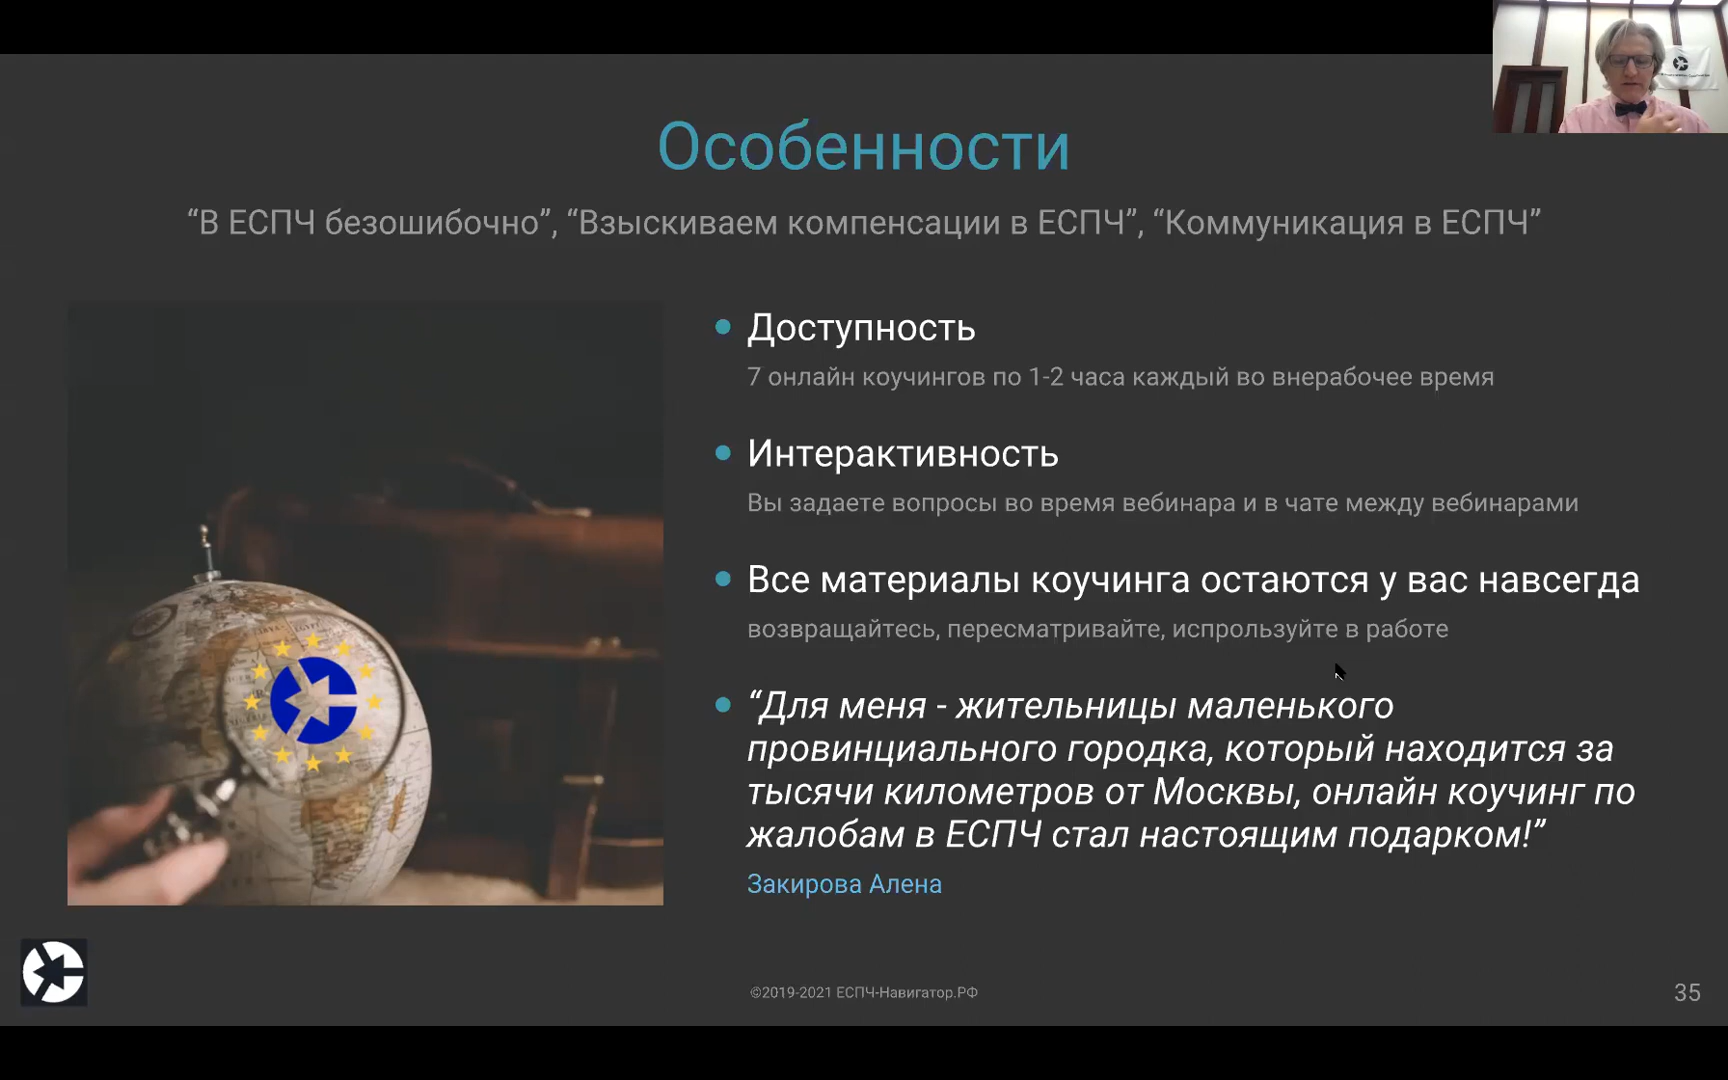 Особенности
“В ЕСПЧ безошибочно”, “Взыскиваем компенсации в ЕСПЧ”, “Коммуникация в ЕСПЧ”
Доступность
7 онлайн коучингов по 1-2 часа каждый во внерабочее время
Интерактивность
Вы задаете вопросы во время вебинара и в чате между вебинарами
Все материалы коучинга остаются у вас навсегда
возвращайтесь, пересматривайте, испрользуйте в работе
“Для меня - жительницы маленького
провинциального городка, который находится за
тысячи километров от Москвы, онлайн коучинг по
жалобам в ЕСПЧ стал настоящим подарком!”
Закирова Алена
©2019-2021 ЕСПЧ-Навигатор.РФ
35